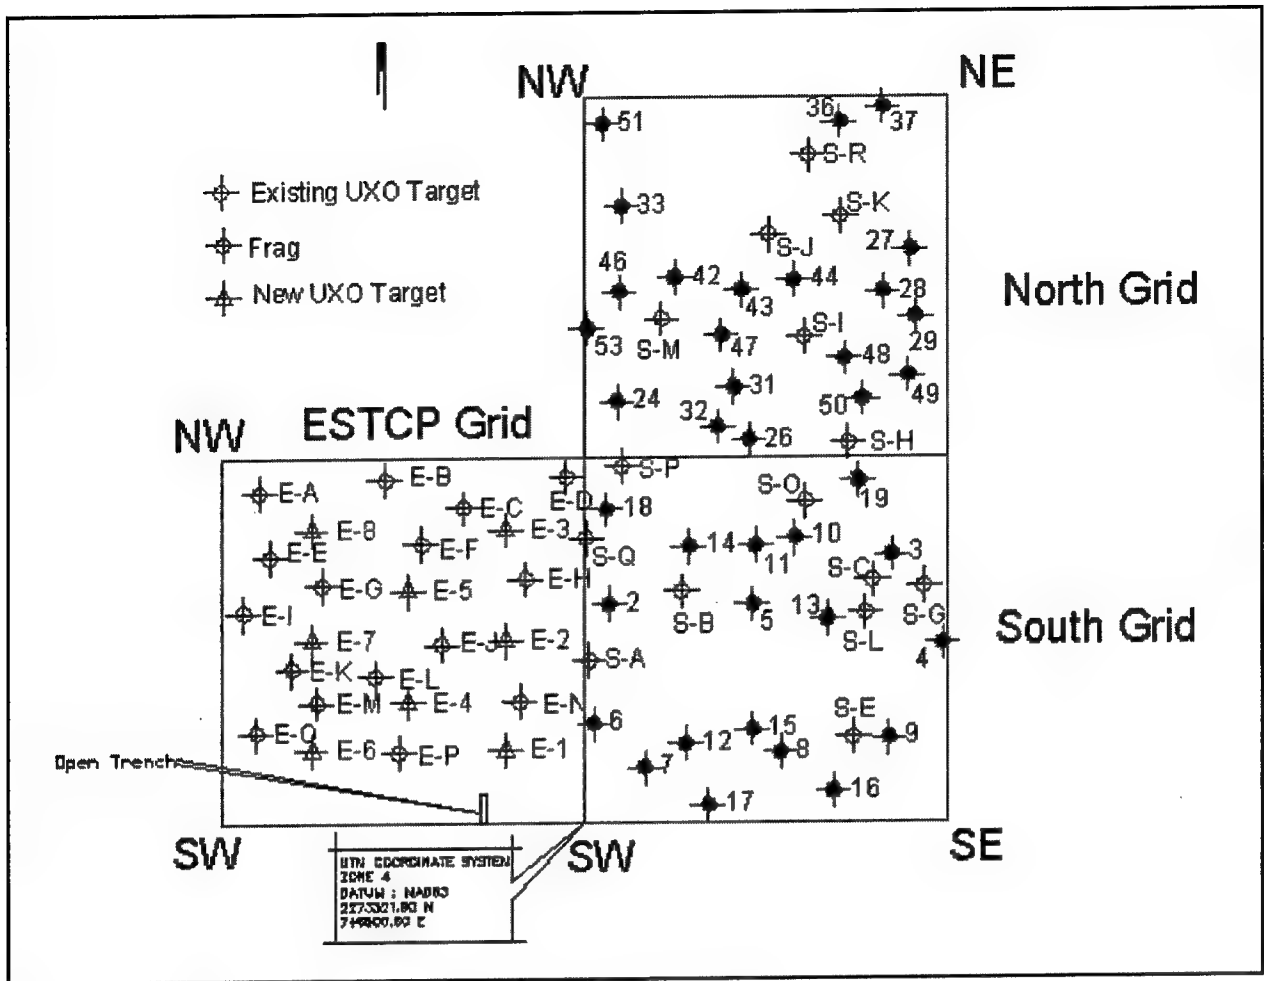 NE
NW
36
37
51
S-R
Existing UXO Target
S-K
33
27
Frag
S-J
46
42
44
28
New UXO Target
43
North Grid
S-I
53
S-M
47
48
29
31
49
24
50
32
26
S-H
ESTCP Grid
NW
S-P
E-B
E-A
S-O
19
E-D
E-C
18
E-8
E-3
10
E-E
E-F
S-Q
14
11
3
S-C
E-G
E-5
E-H
2
S-B
5
13
S-G
E-I
South Grid
E-7
E-J
E-2
S-L
4
S-A
E-K
E-L
E-M
E-4
E-N
S-E
6
15
9
E-O
12
8
E-6
E-P
E-1
Open Trench
7
16
17
SW
SW
SE
COORDINATE SYSTEM
ZONE 4
DATUM : NAD83